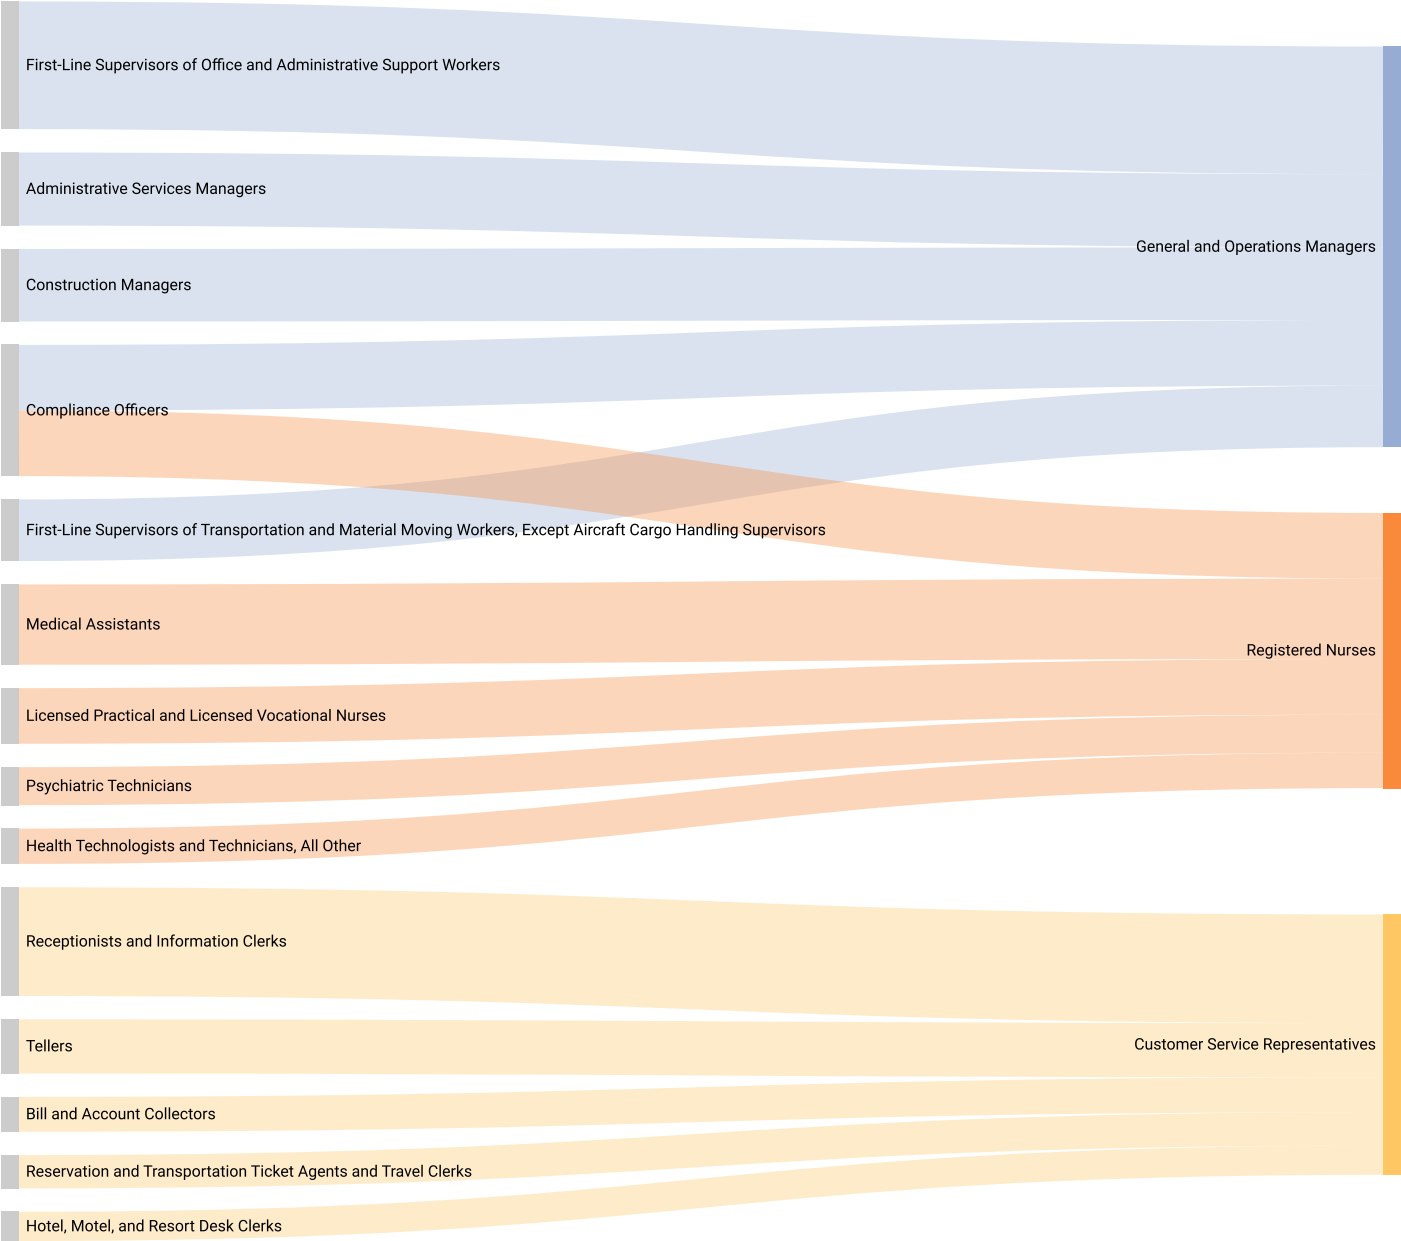 First-Line Supervisors of Office and Administrative Support Workers
Administrative Services Managers
General and Operations Managers
Construction Managers
Compliance Officers
First-Line Supervisors of Transportation and Material Moving Workers, Except Aircraft Cargo Handling Supervisors
Medical Assistants
Registered Nurses
Licensed Practical and Licensed Vocational Nurses
Psychiatric Technicians
Health Technologists and Technicians, All Other
Receptionists and Information Clerks
Customer Service Representatives
Tellers
Bill and Account Collectors
Reservation and Transportation Ticket Agents and Travel Clerks
Hotel, Motel, and Resort Desk Clerks